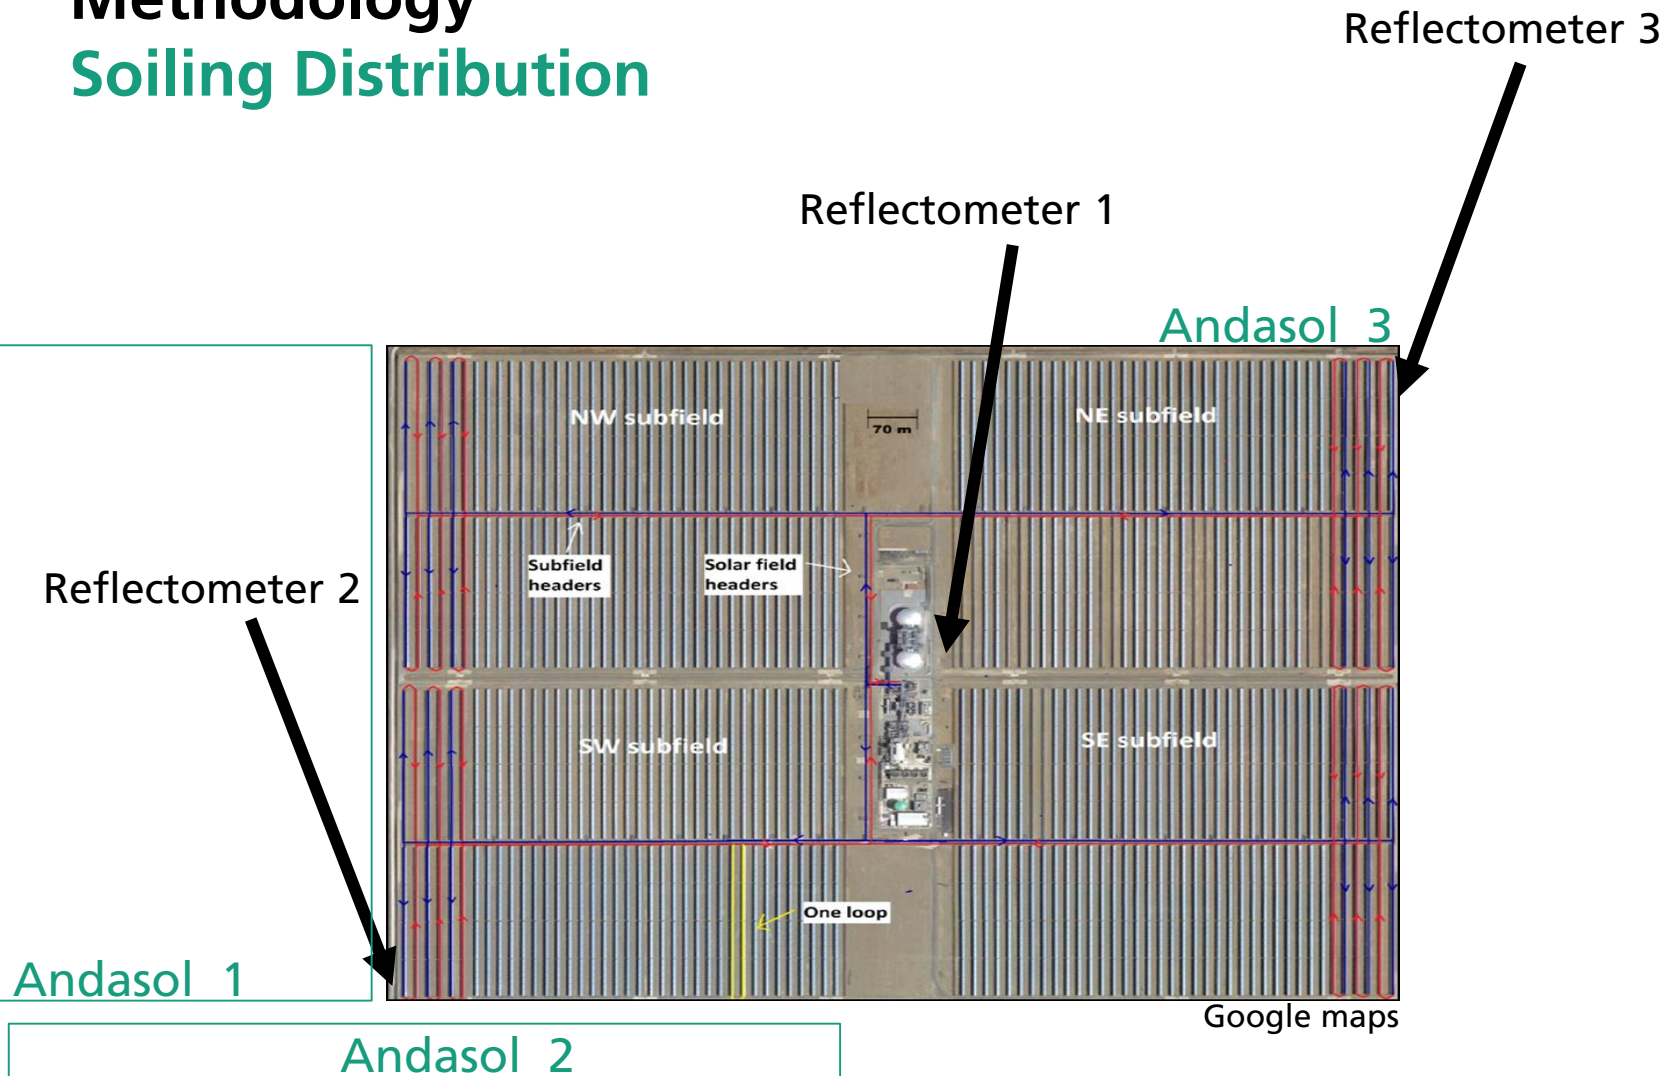 Methodology
Soiling Distribution
Reflectometer 3
Reflectometer 1
Andasol 3
NW subfield
NE subfield
70 m
Subfield
headers
Solar field
headers
Reflectometer 2
SW subfield
SE subfield
One loop
Andasol 1
Google maps
Andasol 2